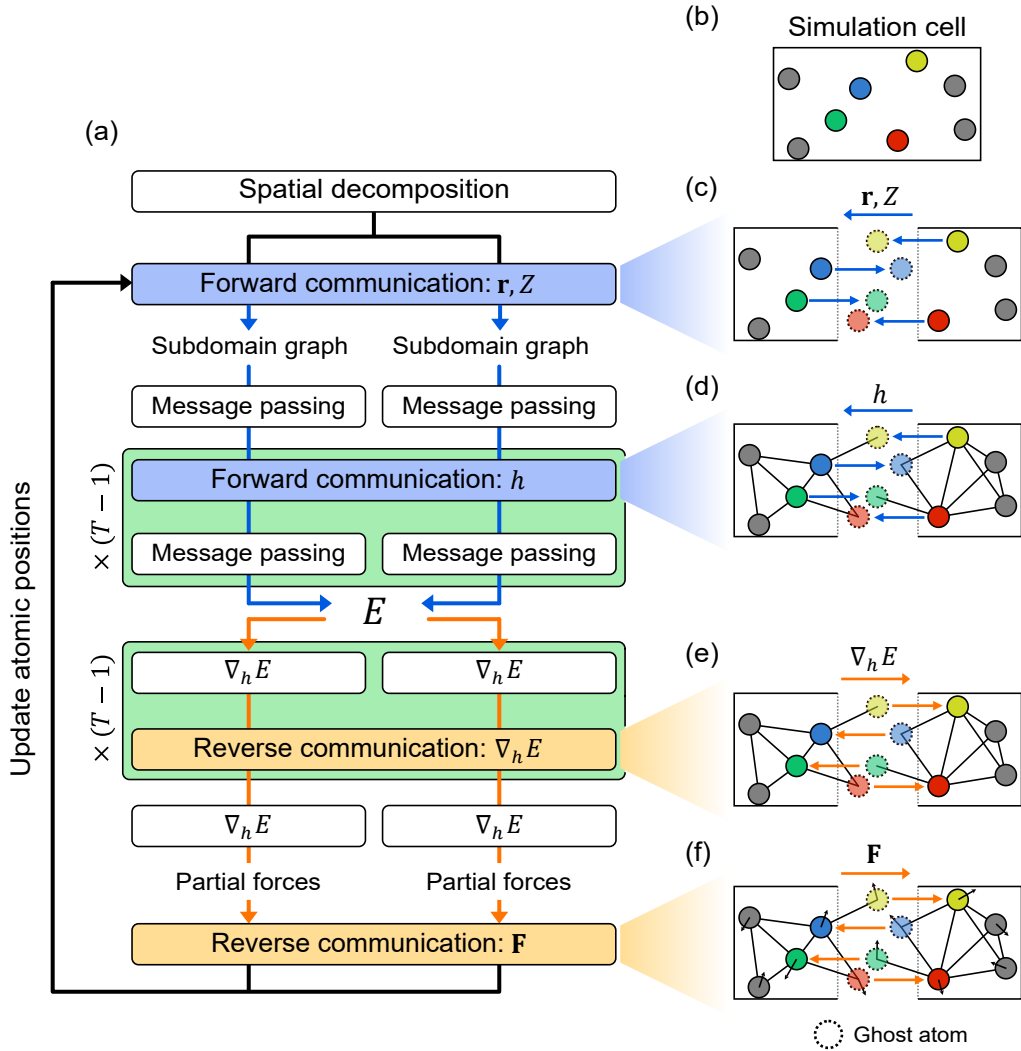 (a)
Spatial decomposition
Forward communication: r, Z
Subdomain graph
Subdomain graph
Message passing
Message passing
× (T − 1)
Forward communication: h
Message passing
Message passing
E
× (T − 1)
∇hE
∇hE
Reverse communication: ∇hE
∇hE
∇hE
Partial forces
Partial forces
Reverse communication: F
Update atomic positions
(b)
Simulation cell
(c)
r, Z
(d)
h
(e)
∇hE
(f)
F
Ghost atom